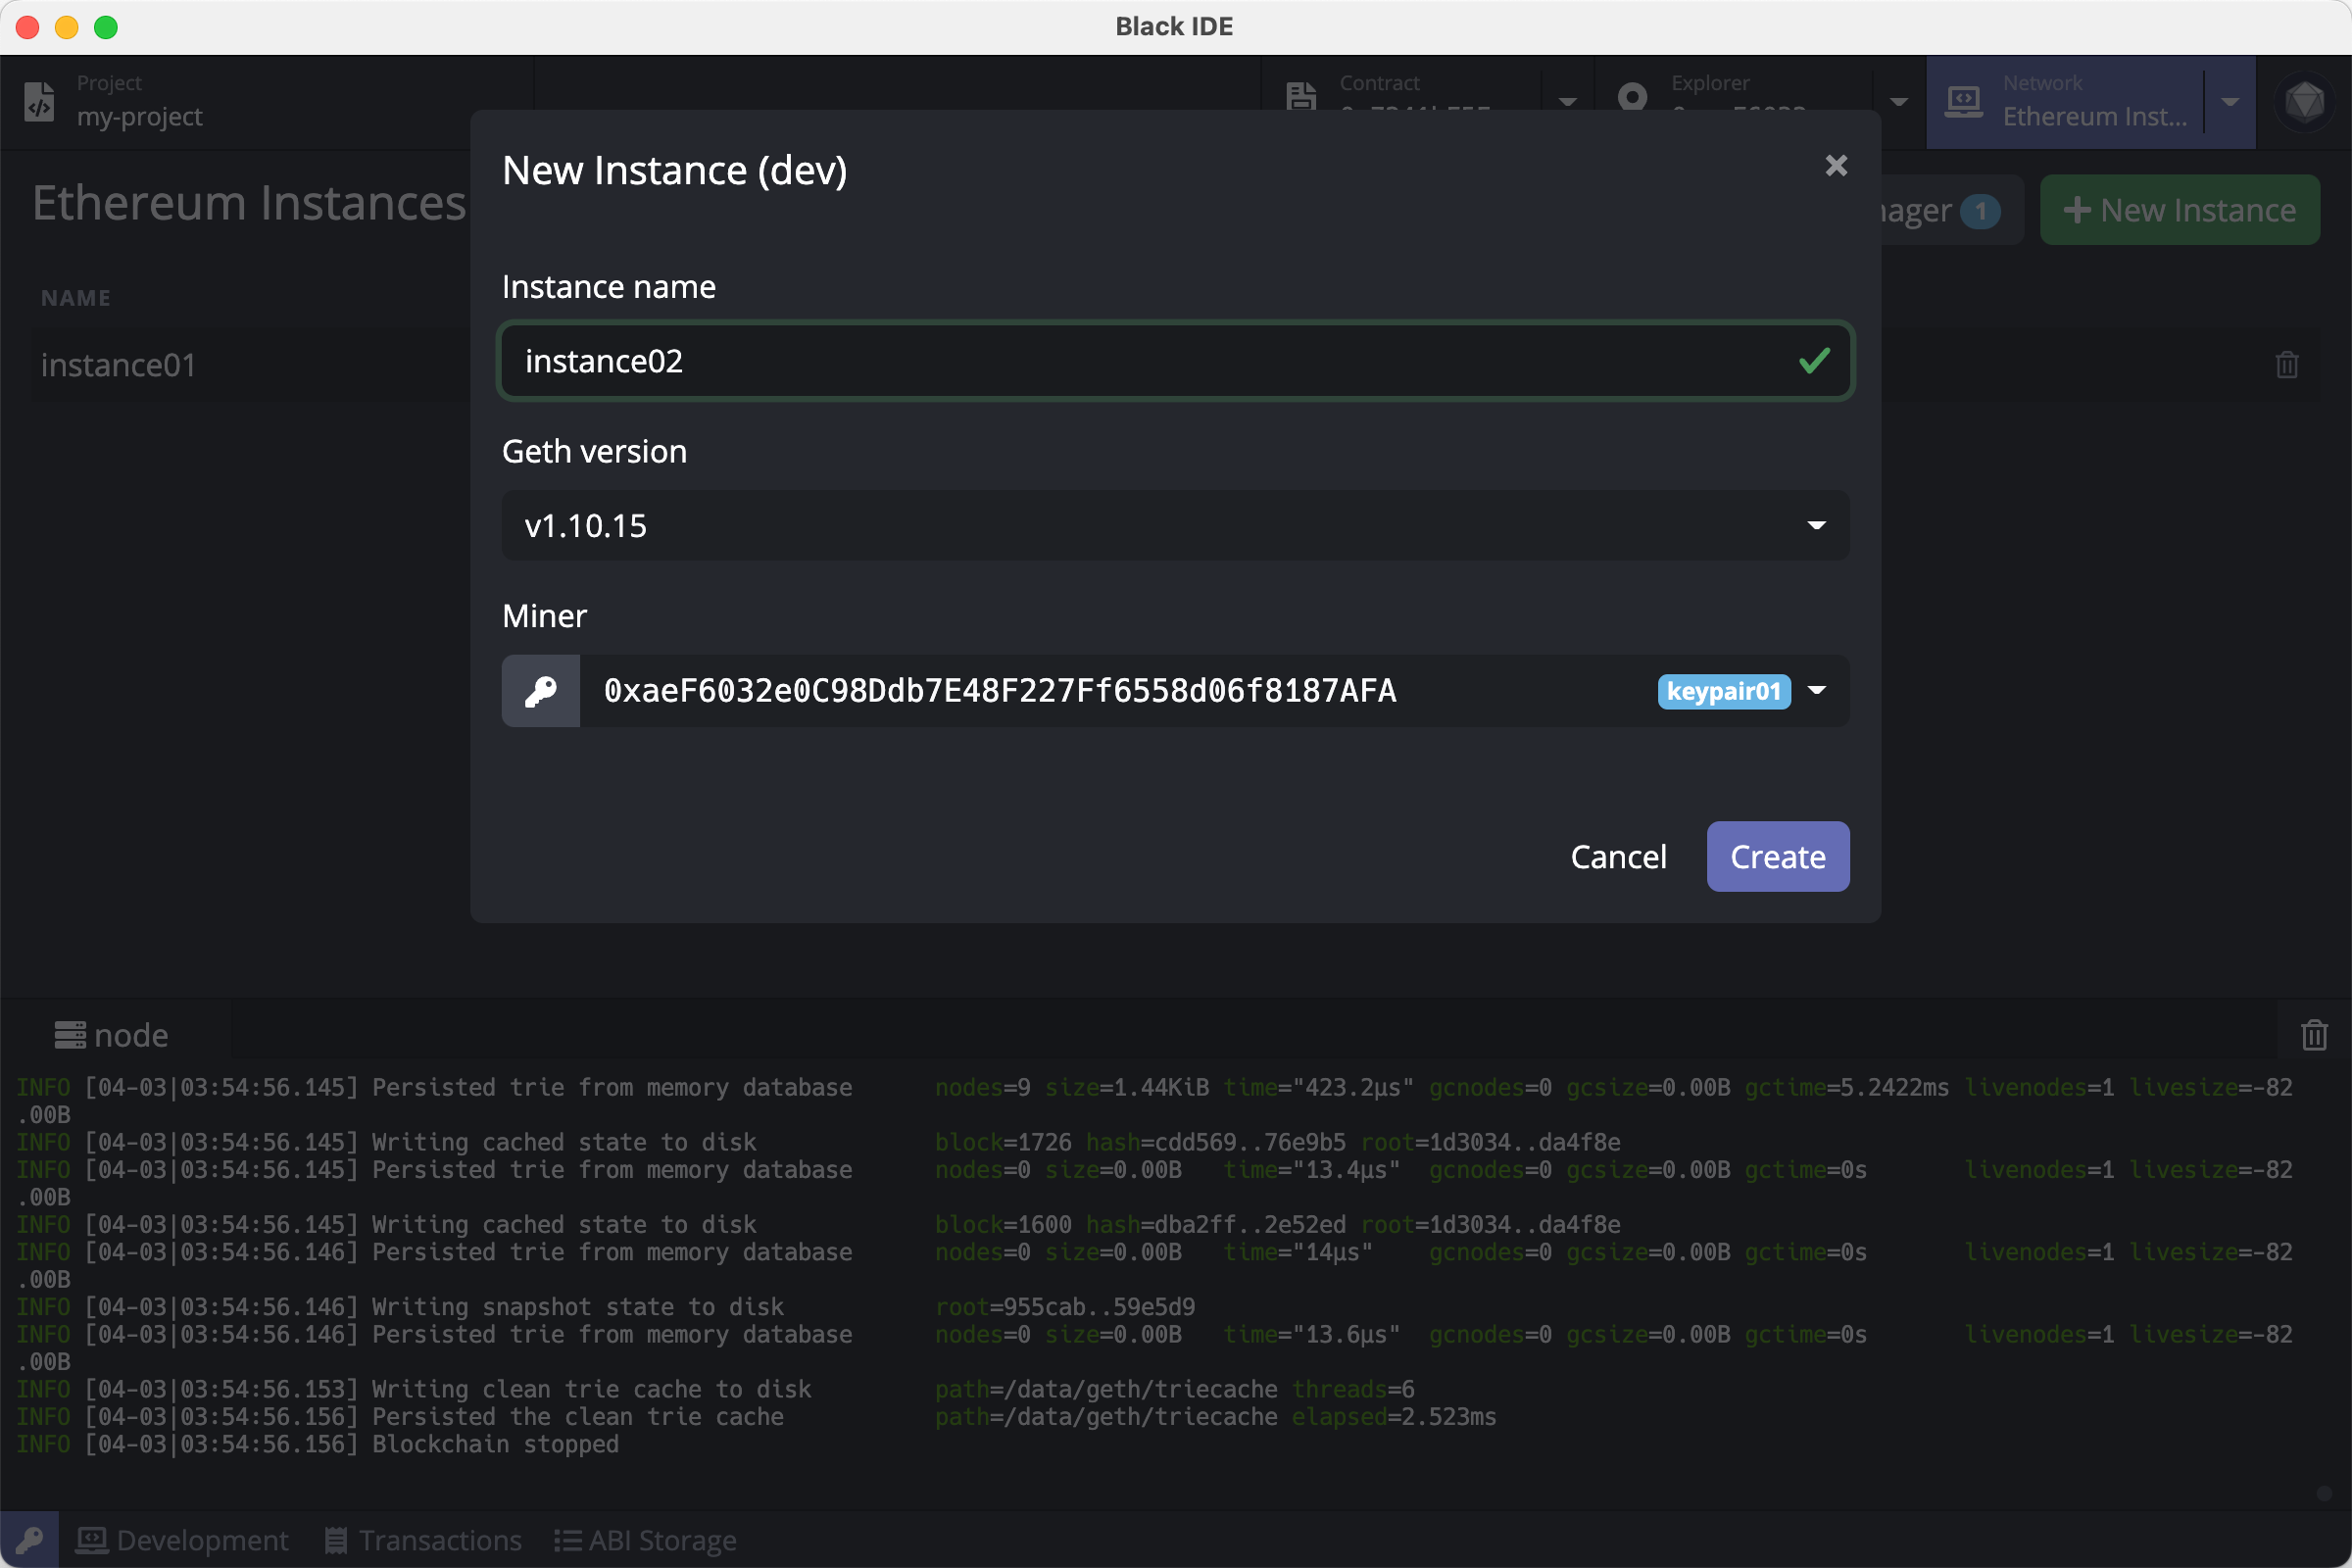 Black IDE
Project
my-project
Contract
Explorer
Network
Ethereum Inst...
Ethereum Instances
1
New Instance
NAME
instance01
New Instance (dev)
Instance name
instance02
Geth version
v1.10.15
Miner
0xaeF6032e0C98Ddb7E48F227Ff6558d06f8187AFA
keypair01
Cancel
Create
node
INFO [04-03|03:54:56.145] Persisted trie from memory database nodes=9 size=1.44KiB time="423.2µs" gcnodes=0 gcsize=0.00B gctime=5.2422ms livenodes=1 livesize=-82
.00B
INFO [04-03|03:54:56.145] Writing cached state to disk block=1726 hash=cdd569..76e9b5 root=1d3034..da4f8e
INFO [04-03|03:54:56.145] Persisted trie from memory database nodes=0 size=0.00B time="13.4µs" gcnodes=0 gcsize=0.00B gctime=0s livenodes=1 livesize=-82
.00B
INFO [04-03|03:54:56.145] Writing cached state to disk block=1600 hash=dba2ff..2e52ed root=1d3034..da4f8e
INFO [04-03|03:54:56.146] Persisted trie from memory database nodes=0 size=0.00B time="14µs" gcnodes=0 gcsize=0.00B gctime=0s livenodes=1 livesize=-82
.00B
INFO [04-03|03:54:56.146] Writing snapshot state to disk root=955cab..59e5d9
INFO [04-03|03:54:56.146] Persisted trie from memory database nodes=0 size=0.00B time="13.6µs" gcnodes=0 gcsize=0.00B gctime=0s livenodes=1 livesize=-82
.00B
INFO [04-03|03:54:56.153] Writing clean trie cache to disk path=/data/geth/triecache threads=6
INFO [04-03|03:54:56.156] Persisted the clean trie cache path=/data/geth/triecache elapsed=2.523ms
INFO [04-03|03:54:56.156] Blockchain stopped
Development
Transactions
ABI Storage